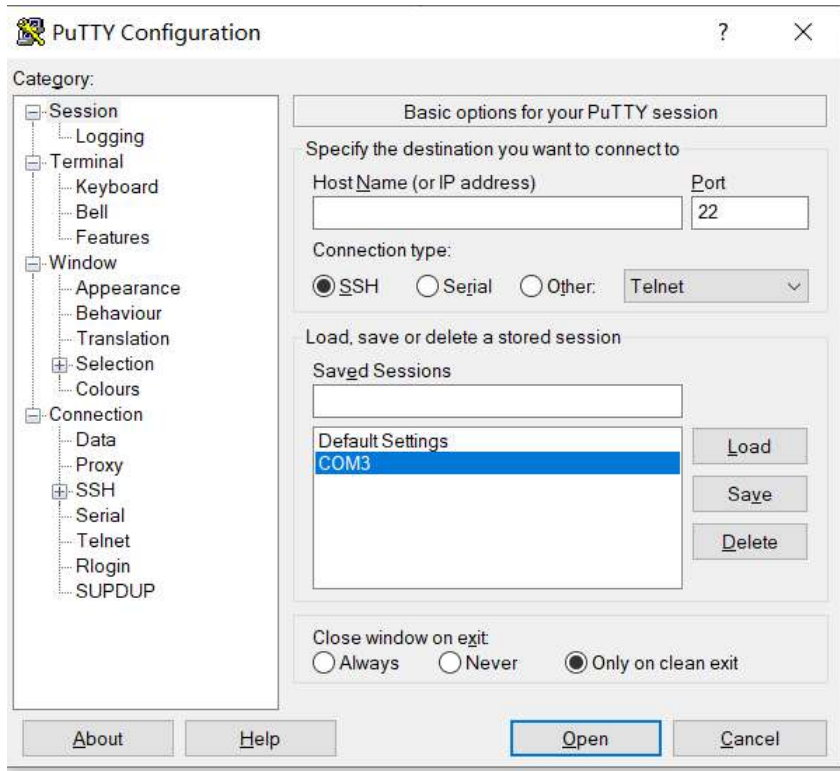 PuTTY Configuration
?
Category:
Session
Logging
Terminal
Keyboard
Bell
Features
Window
Appearance
Behaviour
Translation
Selection
Colours
Connection
Data
Proxy
SSH
Serial
Telnet
Rlogin
SUPDUP
Basic options for your PuTTY session
Specify the destination you want to connect to
Host Name (or IP address) Port
22
Connection type:
SSH Serial Other: Telnet
Load, save or delete a stored session
Saved Sessions
Default Settings
COM3
Load
Save
Delete
Close window on exit:
Always Never Only on clean exit
About Help Open Cancel